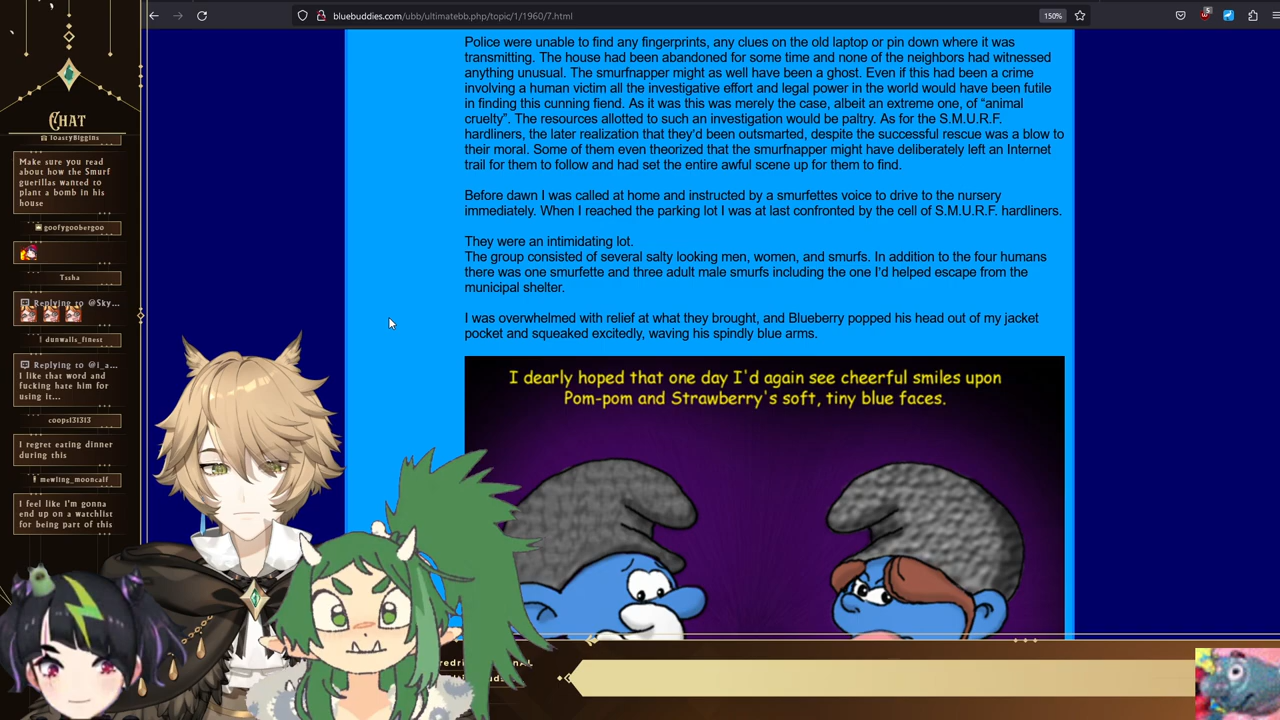 bluebuddies.com/ubb/ultimatebb.php/topic/1/1960/7.html
150%
5
Chat
ToastyBiggins
Make sure you read
about how the Smurf
guerillas wanted to
plant a bomb in his
house
goofygoobergoo
Tssha
Replying to @Sky...
dunwalls_finest
Replying to @i_a...
I like that word and
fucking hate him for
using it...
coops131313
I regret eating dinner
during this
mewling_mooncalf
I feel like I'm gonna
end up on a watchlist
for being part of this
Police were unable to find any fingerprints, any clues on the old laptop or pin down where it was
transmitting. The house had been abandoned for some time and none of the neighbors had witnessed
anything unusual. The smurfnapper might as well have been a ghost. Even if this had been a crime
involving a human victim all the investigative effort and legal power in the world would have been futile
in finding this cunning fiend. As it was this was merely the case, albeit an extreme one, of “animal
cruelty”. The resources allotted to such an investigation would be paltry. As for the S.M.U.R.F.
hardliners, the later realization that they’d been outsmarted, despite the successful rescue was a blow to
their moral. Some of them even theorized that the smurfnapper might have deliberately left an Internet
trail for them to follow and had set the entire awful scene up for them to find.
Before dawn I was called at home and instructed by a smurfettes voice to drive to the nursery
immediately. When I reached the parking lot I was at last confronted by the cell of S.M.U.R.F. hardliners.
They were an intimidating lot.
The group consisted of several salty looking men, women, and smurfs. In addition to the four humans
there was one smurfette and three adult male smurfs including the one I’d helped escape from the
municipal shelter.
I was overwhelmed with relief at what they brought, and Blueberry popped his head out of my jacket
pocket and squeaked excitedly, waving his spindly blue arms.
I dearly hoped that one day I'd again see cheerful smiles upon
Pom-pom and Strawberry's soft, tiny blue faces.